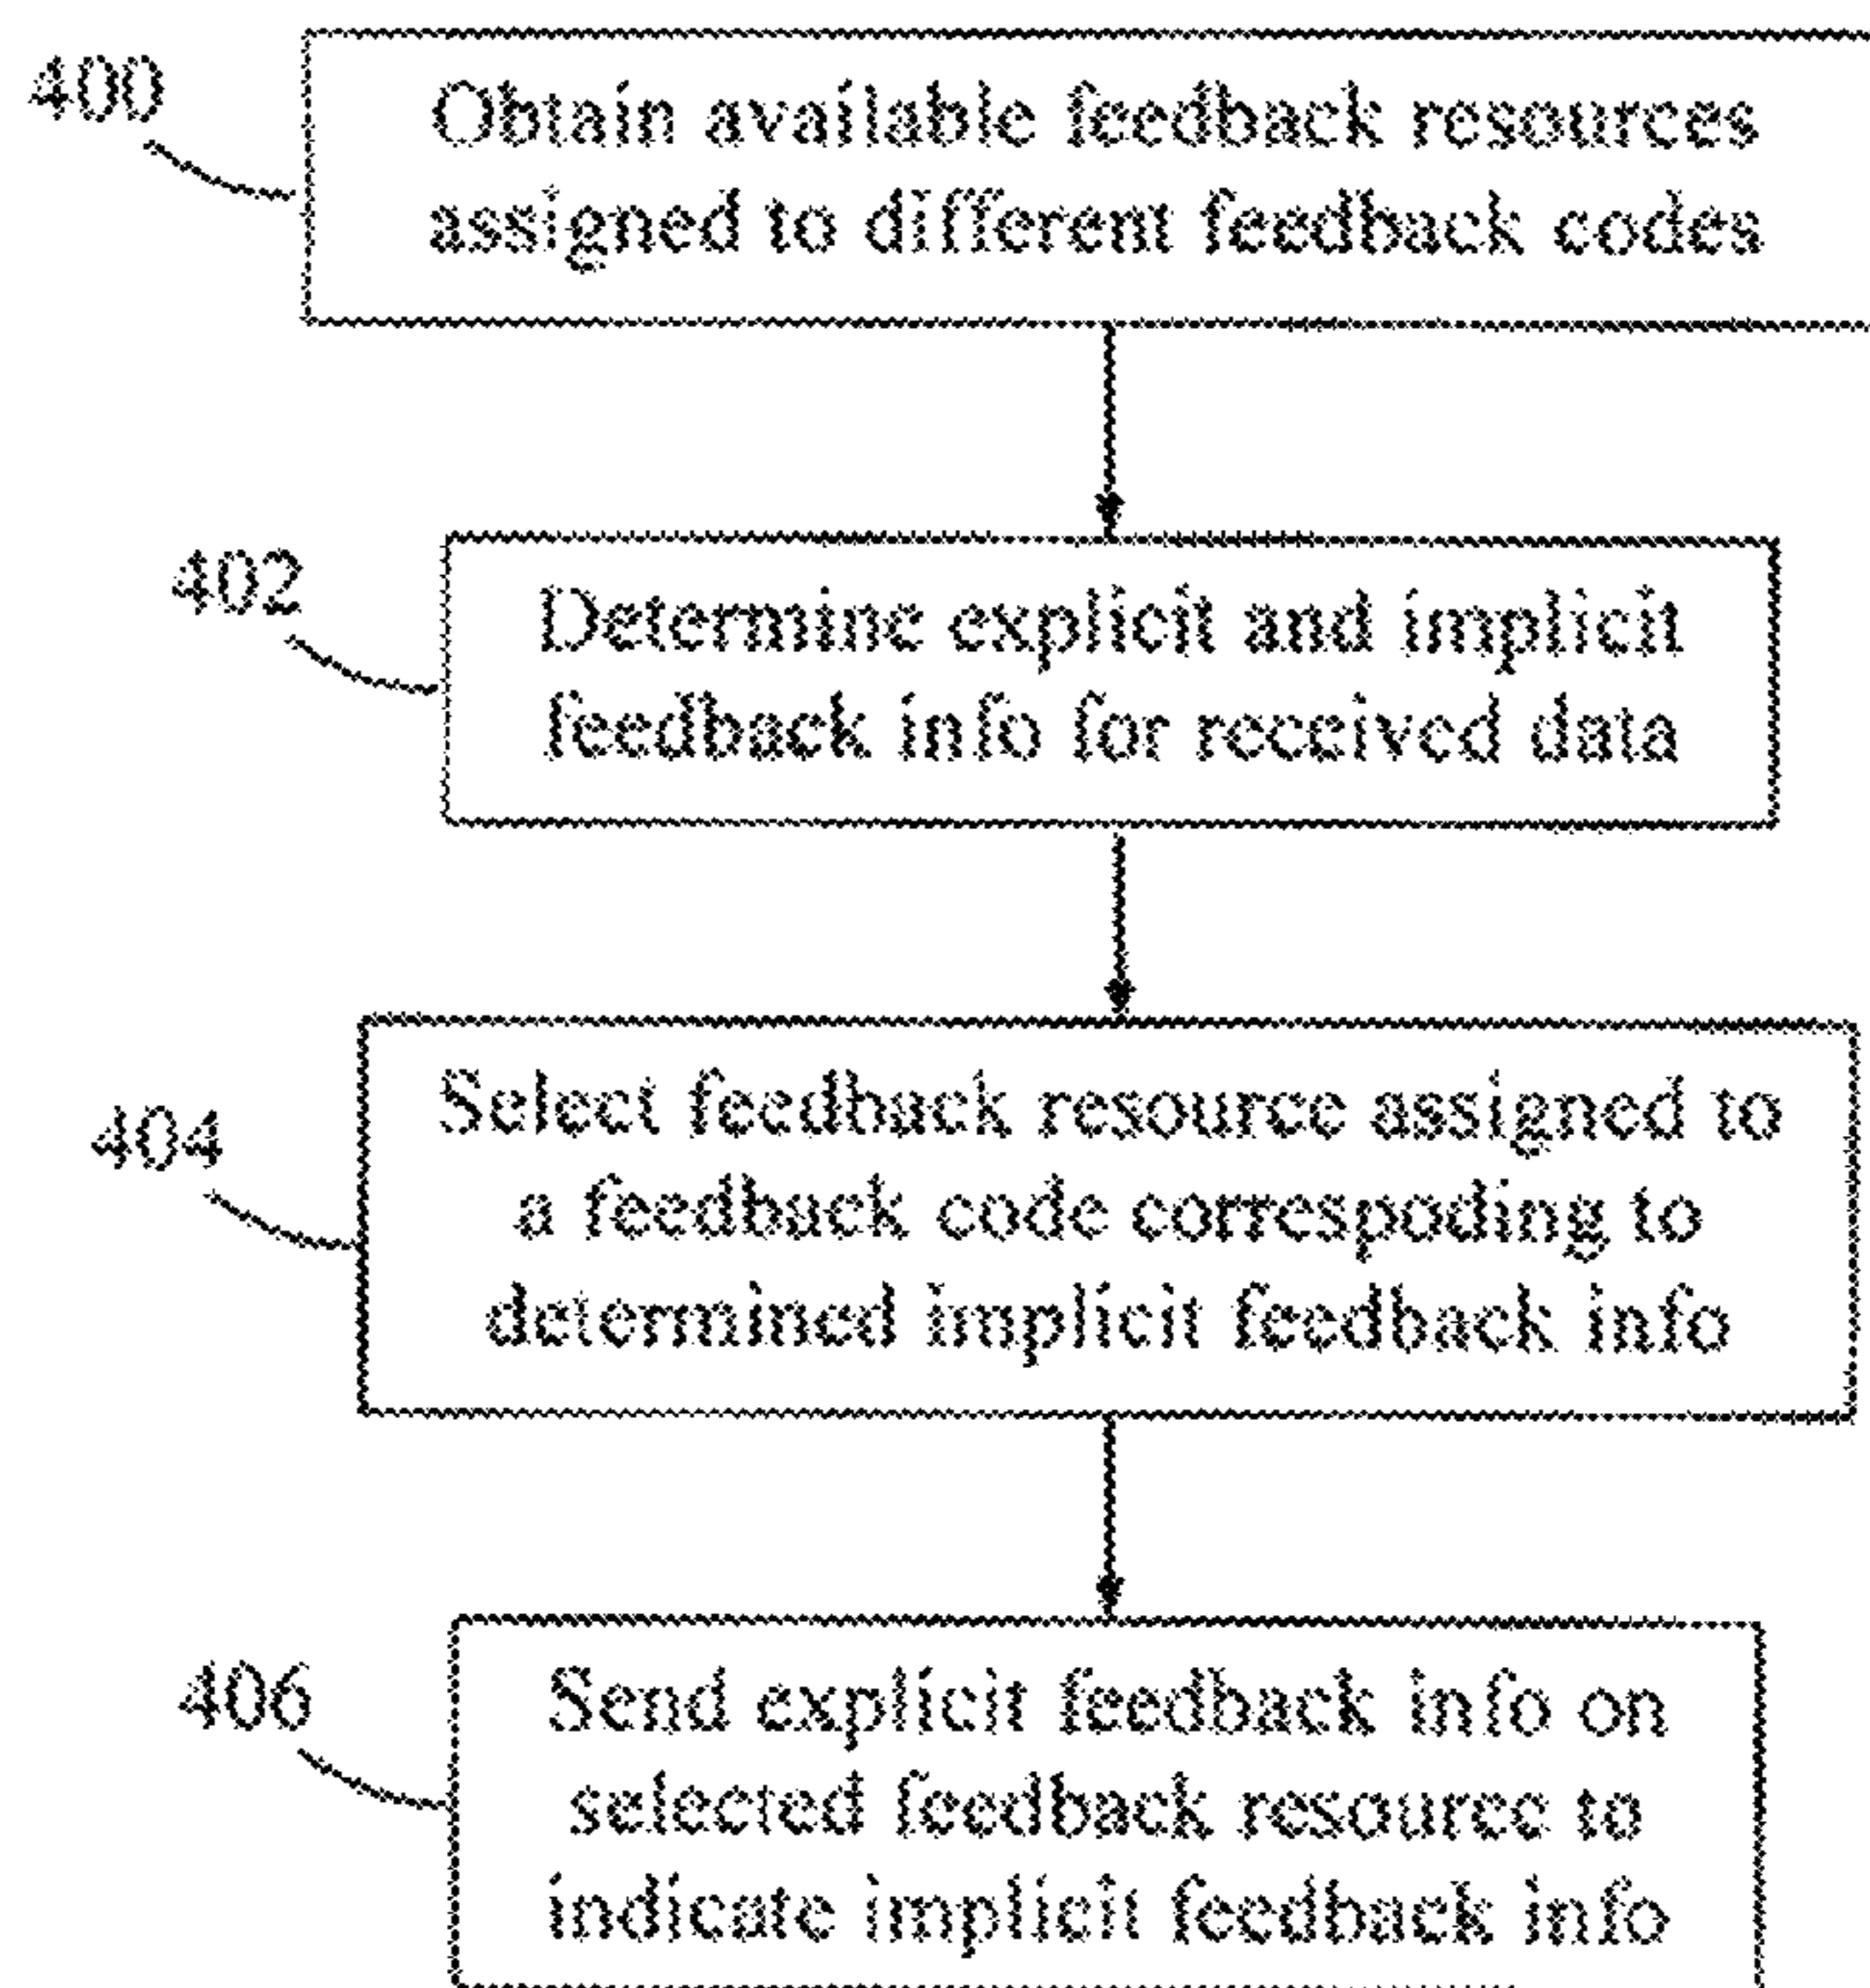 400
Obtain available feedback resources
assigned to different feedback codes
402
Determine explicit and implicit
feedback info for received data
404
Select feedback resource assigned to
a feedback code correspoding to
determined implicit feedback info
406
Send explicit feedback info on
selected feedback resource to
indicate implicit feedback info